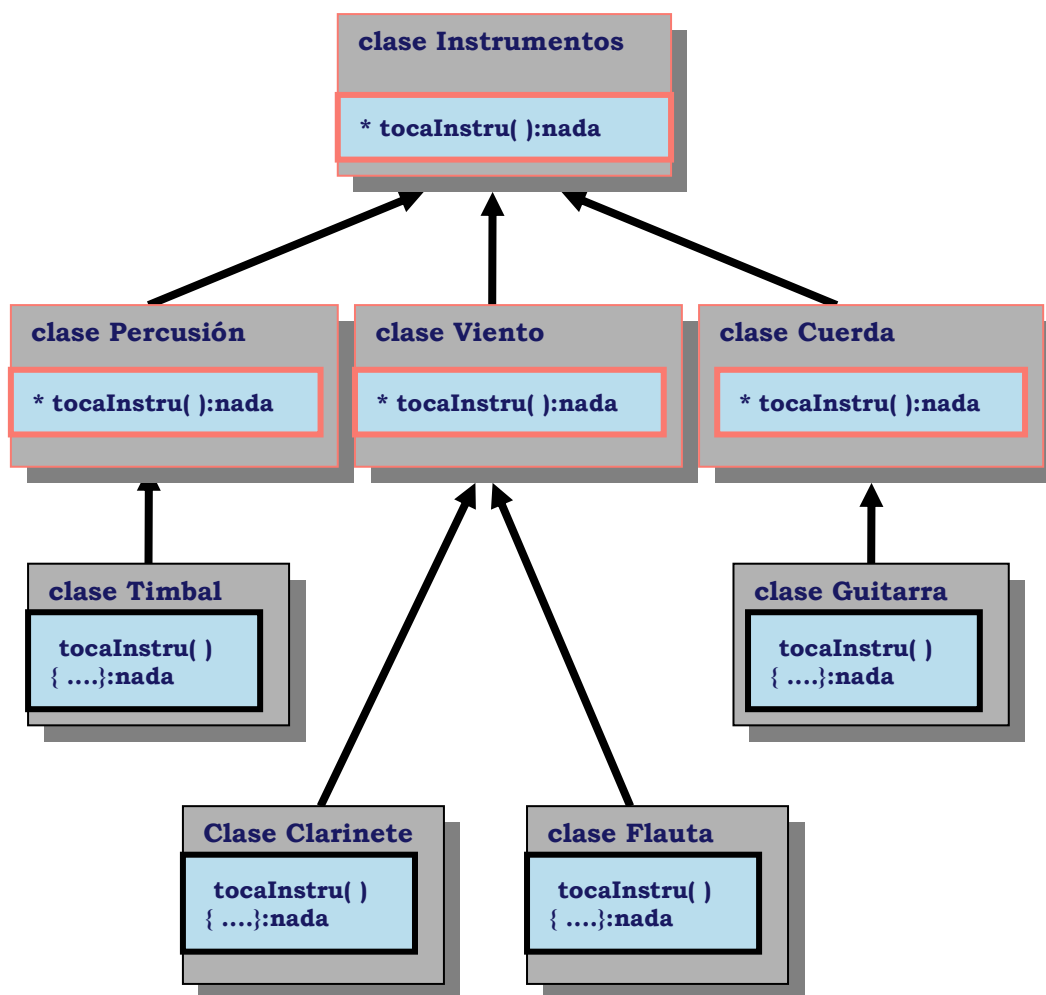 clase Instrumentos
* tocaInstru( ):nada
clase Percusión
* tocaInstru( ):nada
clase Viento
* tocaInstru( ):nada
clase Cuerda
* tocaInstru( ):nada
clase Timbal
tocaInstru( )
{ ....}:nada
clase Guitarra
tocaInstru( )
{ ....}:nada
Clase Clarinete
tocaInstru( )
{ ....}:nada
clase Flauta
tocaInstru( )
{ ....}:nada